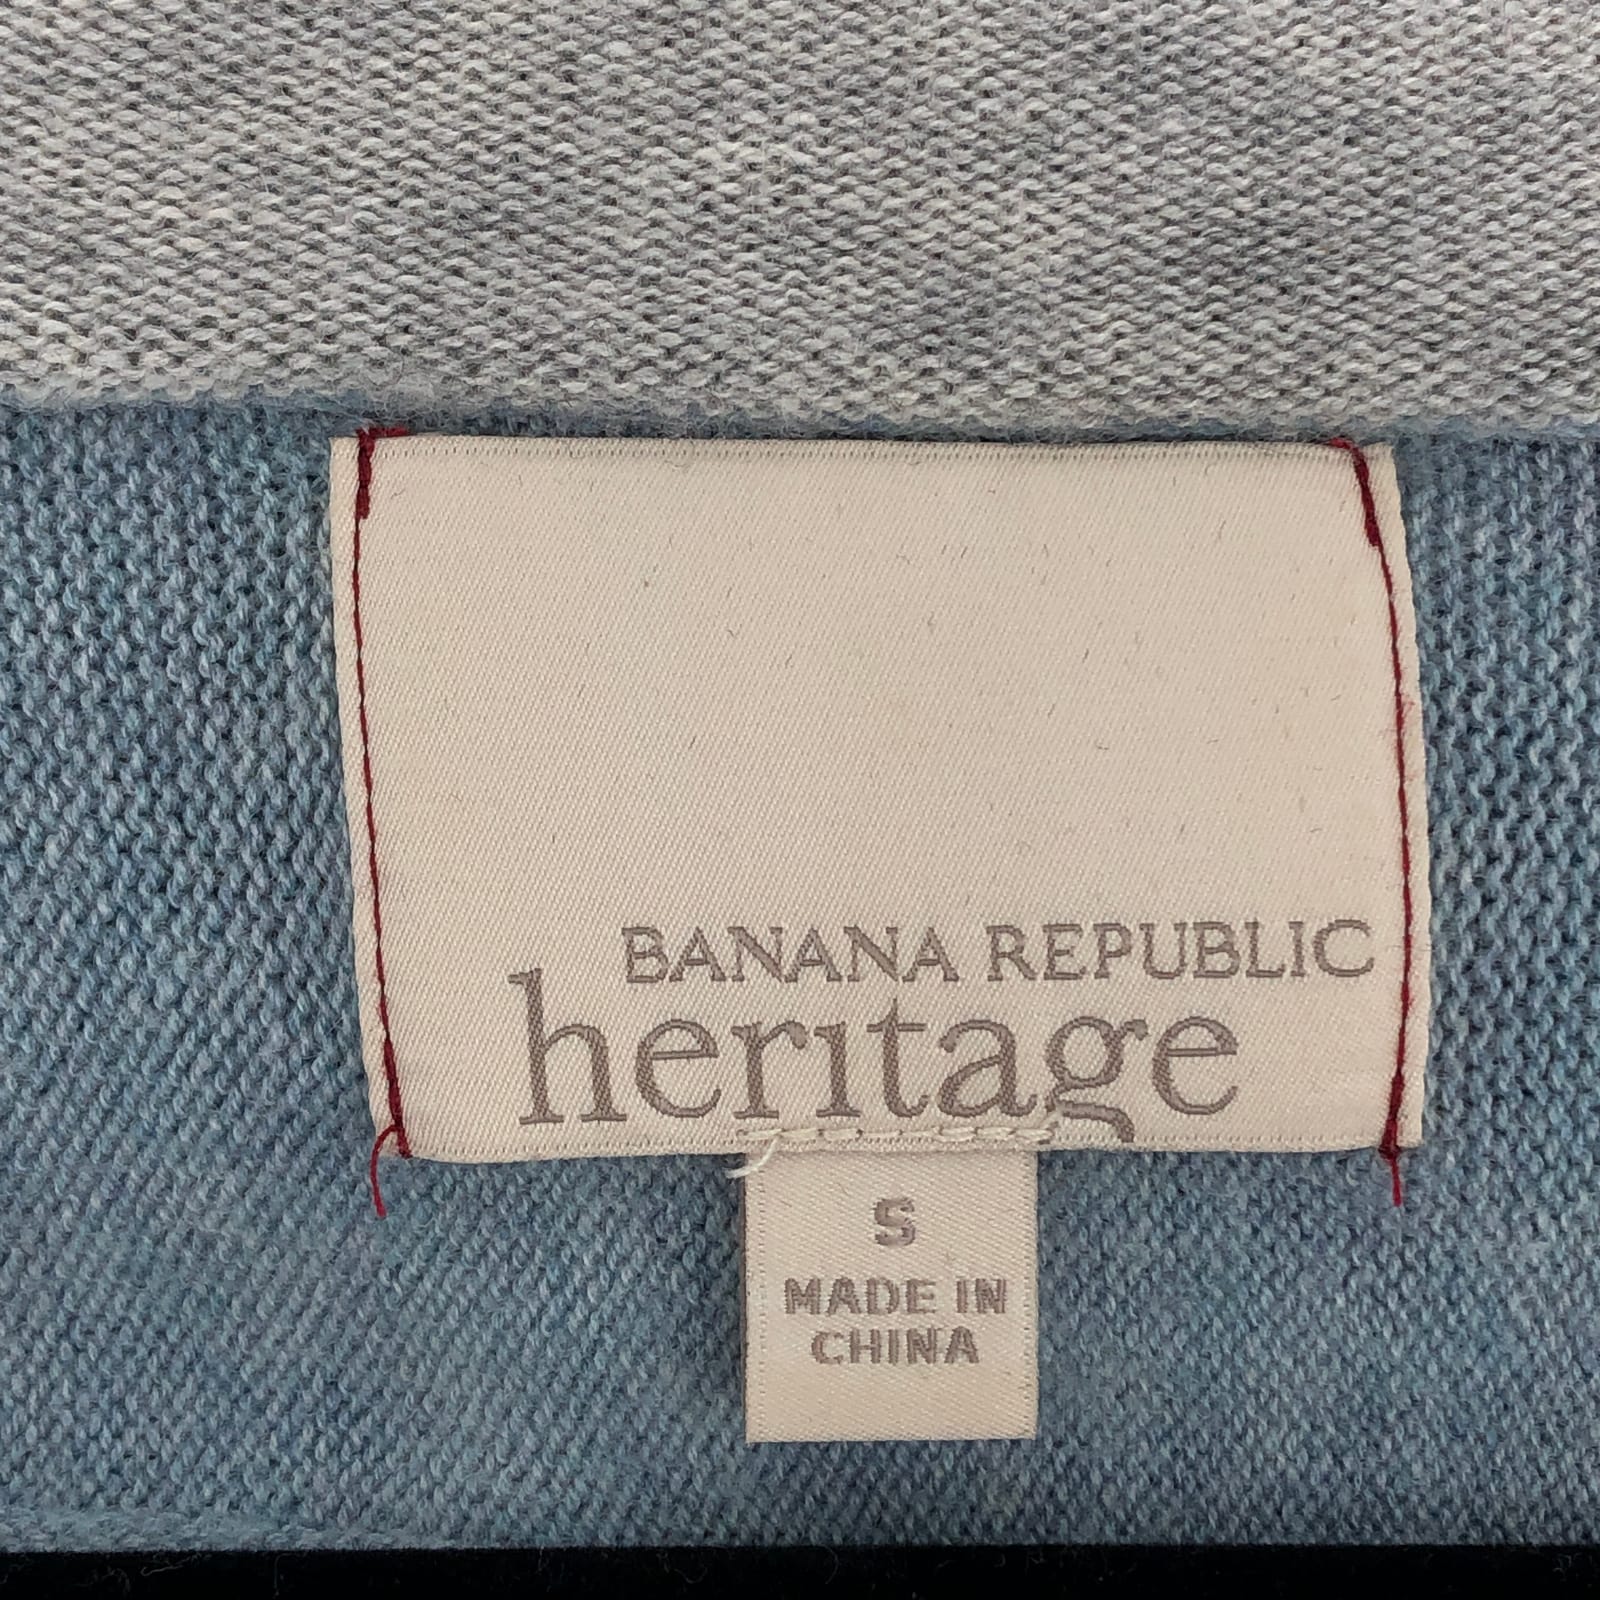 BANANA REPUBLIC
heritage
S
MADE IN
CHINA